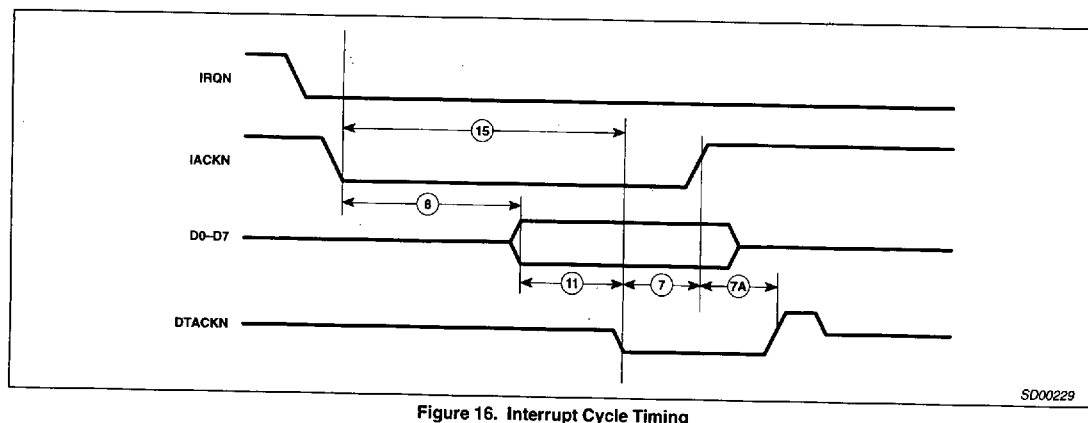 IRQN
15
IACKN
8
D0–D7
11
7
7A
DTACKN
SD00229
Figure 16. Interrupt Cycle Timing